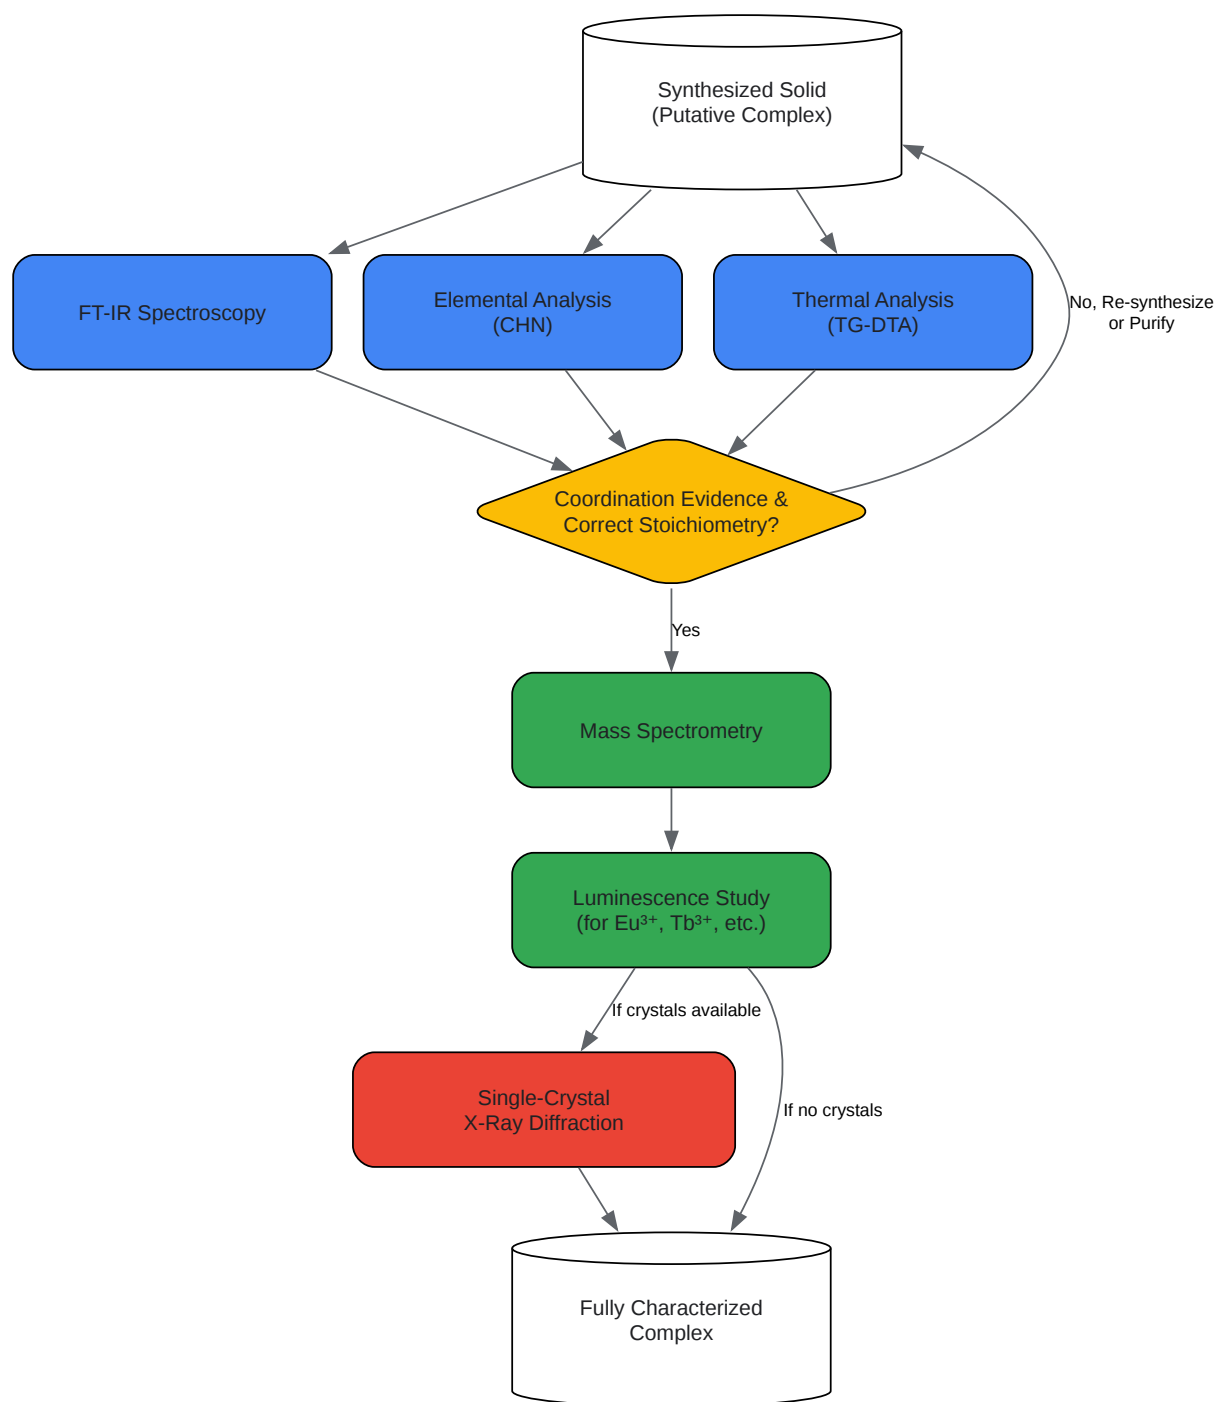 Synthesized Solid
(Putative Complex)
FT-IR Spectroscopy
Elemental Analysis
(CHN)
Thermal Analysis
(TG-DTA)
No, Re-synthesize
or Purify
Coordination Evidence &
Correct Stoichiometry?
Yes
Mass Spectrometry
Luminescence Study
(for Eu³⁺, Tb³⁺, etc.)
If crystals available
Single-Crystal
X-Ray Diffraction
If no crystals
Fully Characterized
Complex